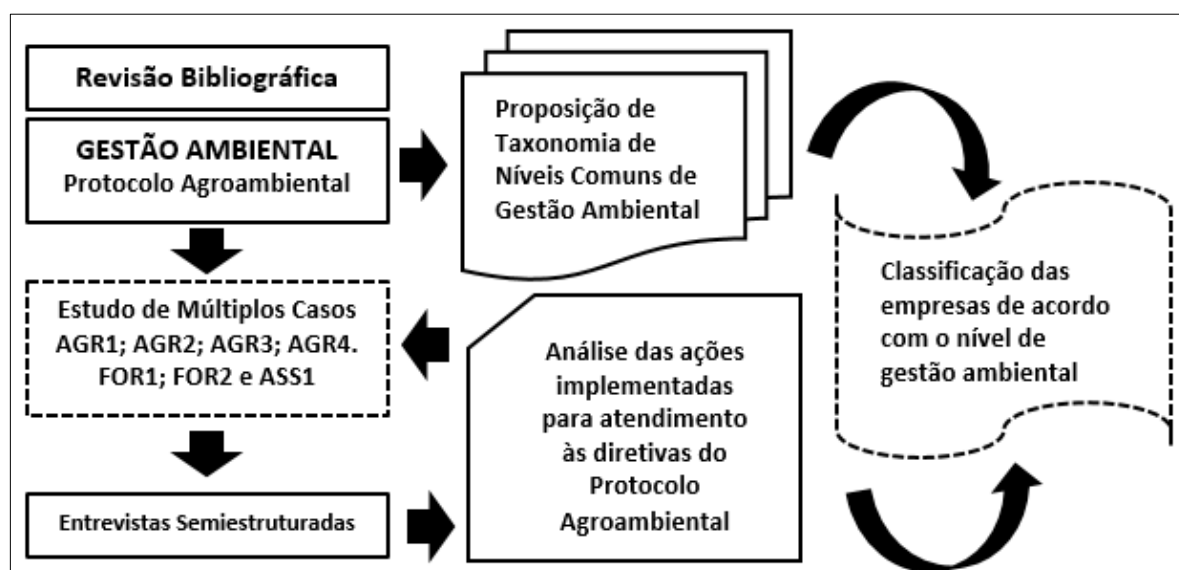 Revisão Bibliográfica
GESTÃO AMBIENTAL
Protocolo Agroambiental
Proposição de
Taxonomia de
Níveis Comuns de
Gestão Ambiental
Estudo de Múltiplos Casos
AGR1; AGR2; AGR3; AGR4.
FOR1; FOR2 e ASS1
Análise das ações
implementadas
para atendimento
às diretivas do
Protocolo
Agroambiental
Entrevistas Semiestruturadas
Classificação das
empresas de acordo
com o nível de
gestão ambiental